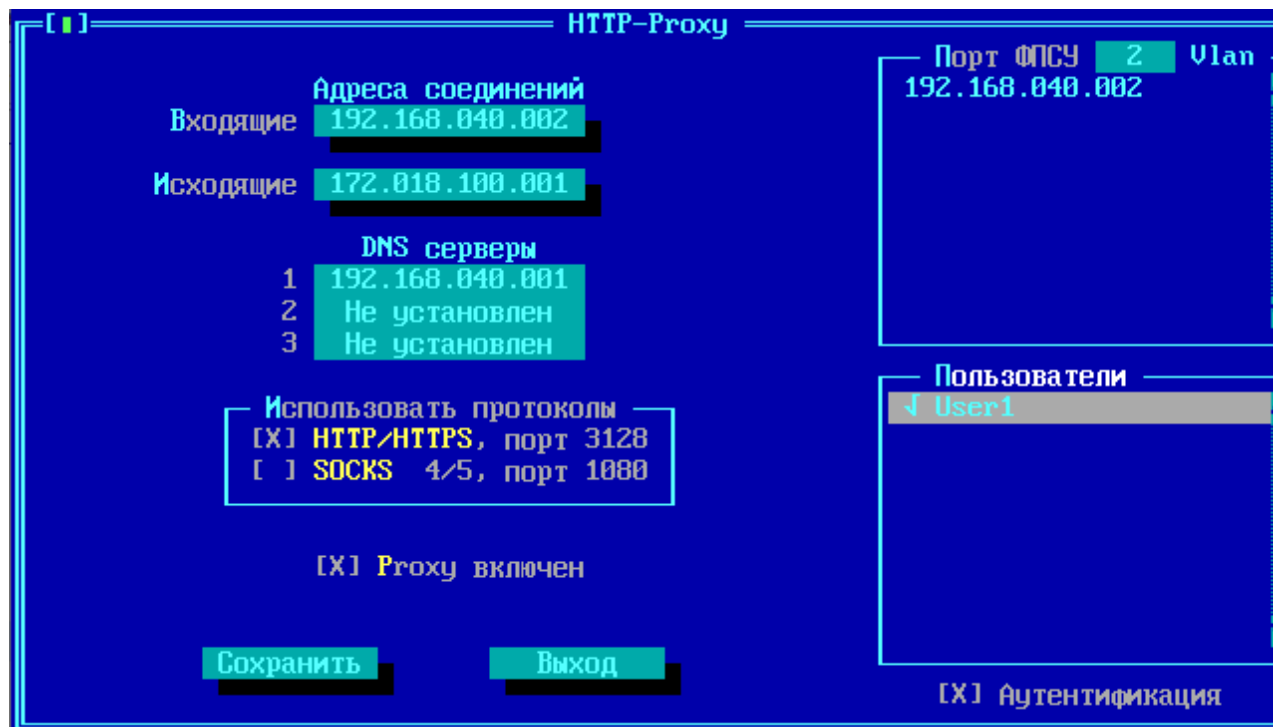 [▮] HTTP-Proxy
Адреса соединений
Входящие 192.168.040.002
Исходящие 172.018.100.001
DNS серверы
1 192.168.040.001
2 Не установлен
3 Не установлен
Использовать протоколы
[X] HTTP/HTTPS, порт 3128
[ ] SOCKS 4/5, порт 1080
[X] Proxy включен
Сохранить Выход
Порт ФПСУ 2 Vlan
192.168.040.002
Пользователи
√ User1
[X] Аутентификация